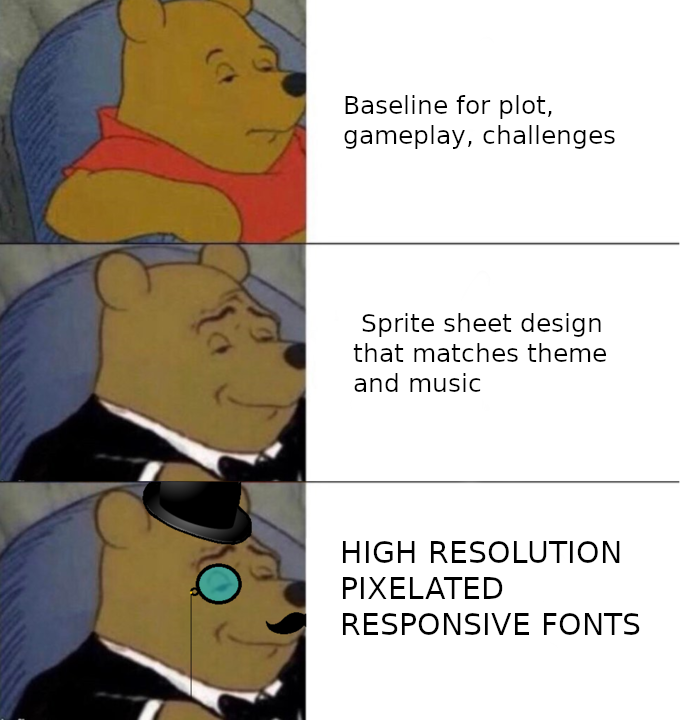 Baseline for plot,
gameplay, challenges
Sprite sheet design
that matches theme
and music
HIGH RESOLUTION
PIXELATED
RESPONSIVE FONTS